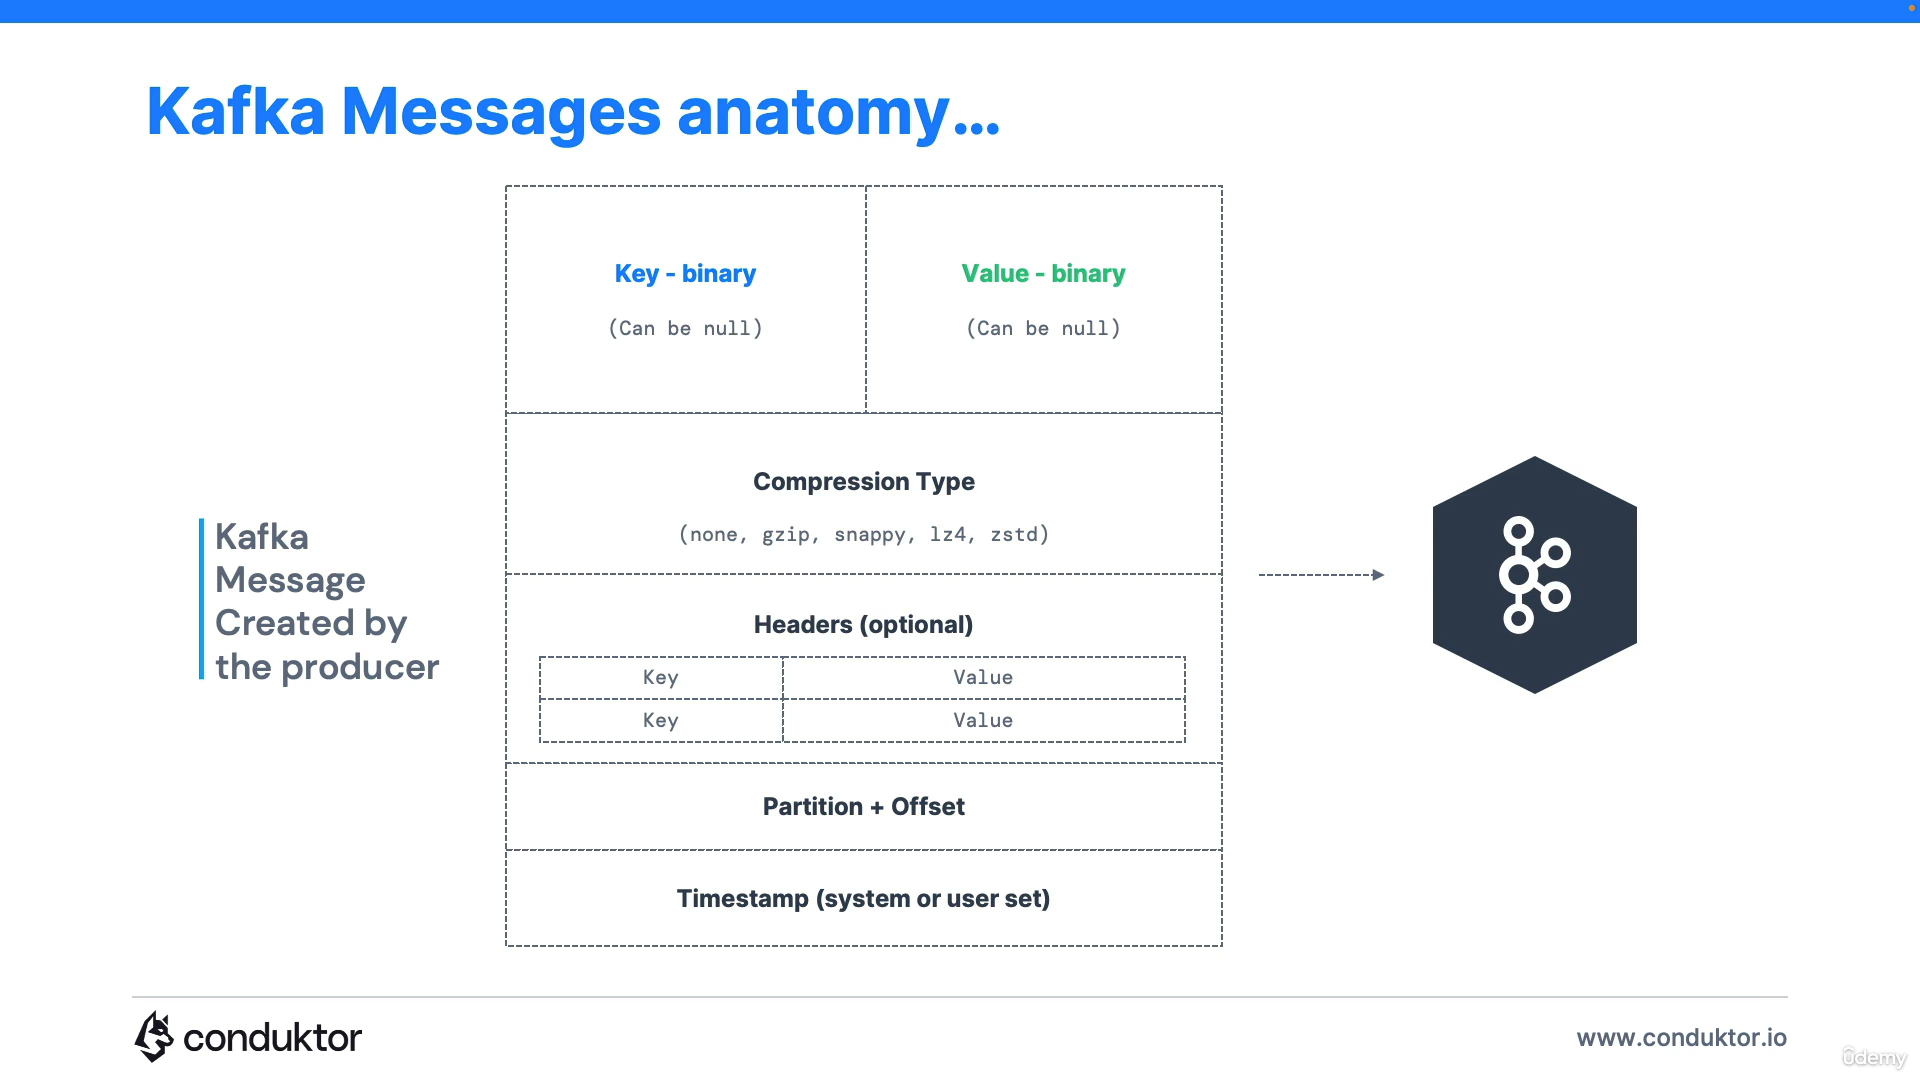 Kafka Messages anatomy...
Key - binary
(Can be null)
Value - binary
(Can be null)
Compression Type
(none, gzip, snappy, lz4, zstd)
Kafka
Message
Created by
the producer
Headers (optional)
Key Value
Key Value
Partition + Offset
Timestamp (system or user set)
conduktor
www.conduktor.io
ûdemy